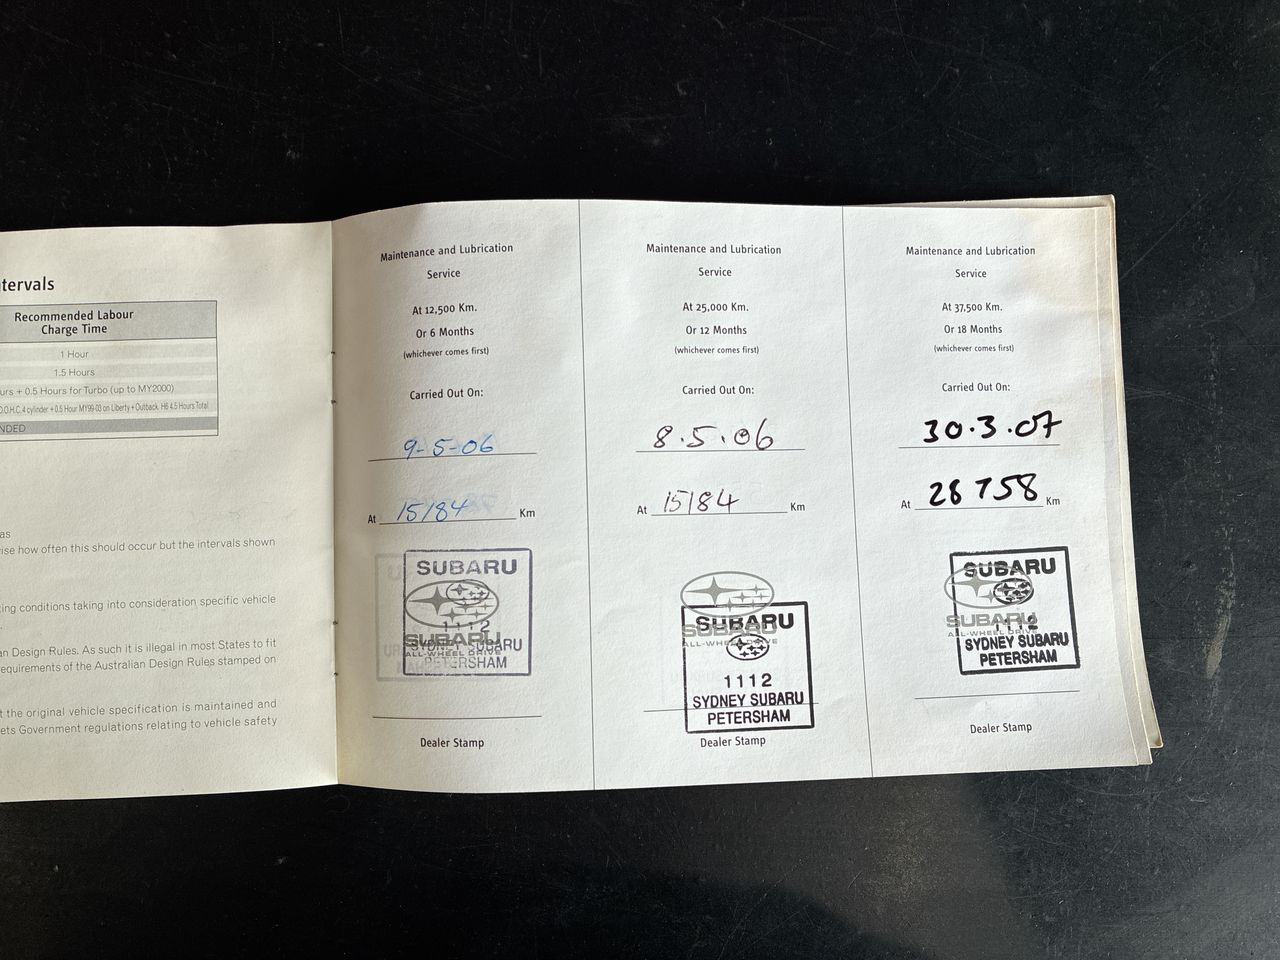 tervals
Recommended Labour
Charge Time
1 Hour
1.5 Hours
urs + 0.5 Hours for Turbo (up to MY2000)
D.O.H.C.4 cylinder + 0.5 Hour MY99-03 on Liberty + Outback H6 4.5 Hours Total
NDED
as
ise how often this should occur but the intervals shown
ting conditions taking into consideration specific vehicle
.
an Design Rules. As such it is illegal in most States to fit
equirements of the Australian Design Rules stamped on
t the original vehicle specification is maintained and
ets Government regulations relating to vehicle safety
Maintenance and Lubrication
Service
At 12,500 Km.
Or 6 Months
(whichever comes first)
Carried Out On:
9-5-06
At 15184 Km
SUBARU
1112
SUBARU
ALL-WHEEL DRIVE
SYDNEY SUBARU
PETERSHAM
Dealer Stamp
Maintenance and Lubrication
Service
At 25,000 Km.
Or 12 Months
(whichever comes first)
Carried Out On:
8.5.06
At 15184 Km
SUBARU
SUBARU
ALL-WHEEL DRIVE
1112
SYDNEY SUBARU
PETERSHAM
Dealer Stamp
Maintenance and Lubrication
Service
At 37,500 Km.
Or 18 Months
(whichever comes first)
Carried Out On:
30.3.07
At 28758 Km
SUBARU
1112
SUBARU
ALL-WHEEL DRIVE
SYDNEY SUBARU
PETERSHAM
Dealer Stamp